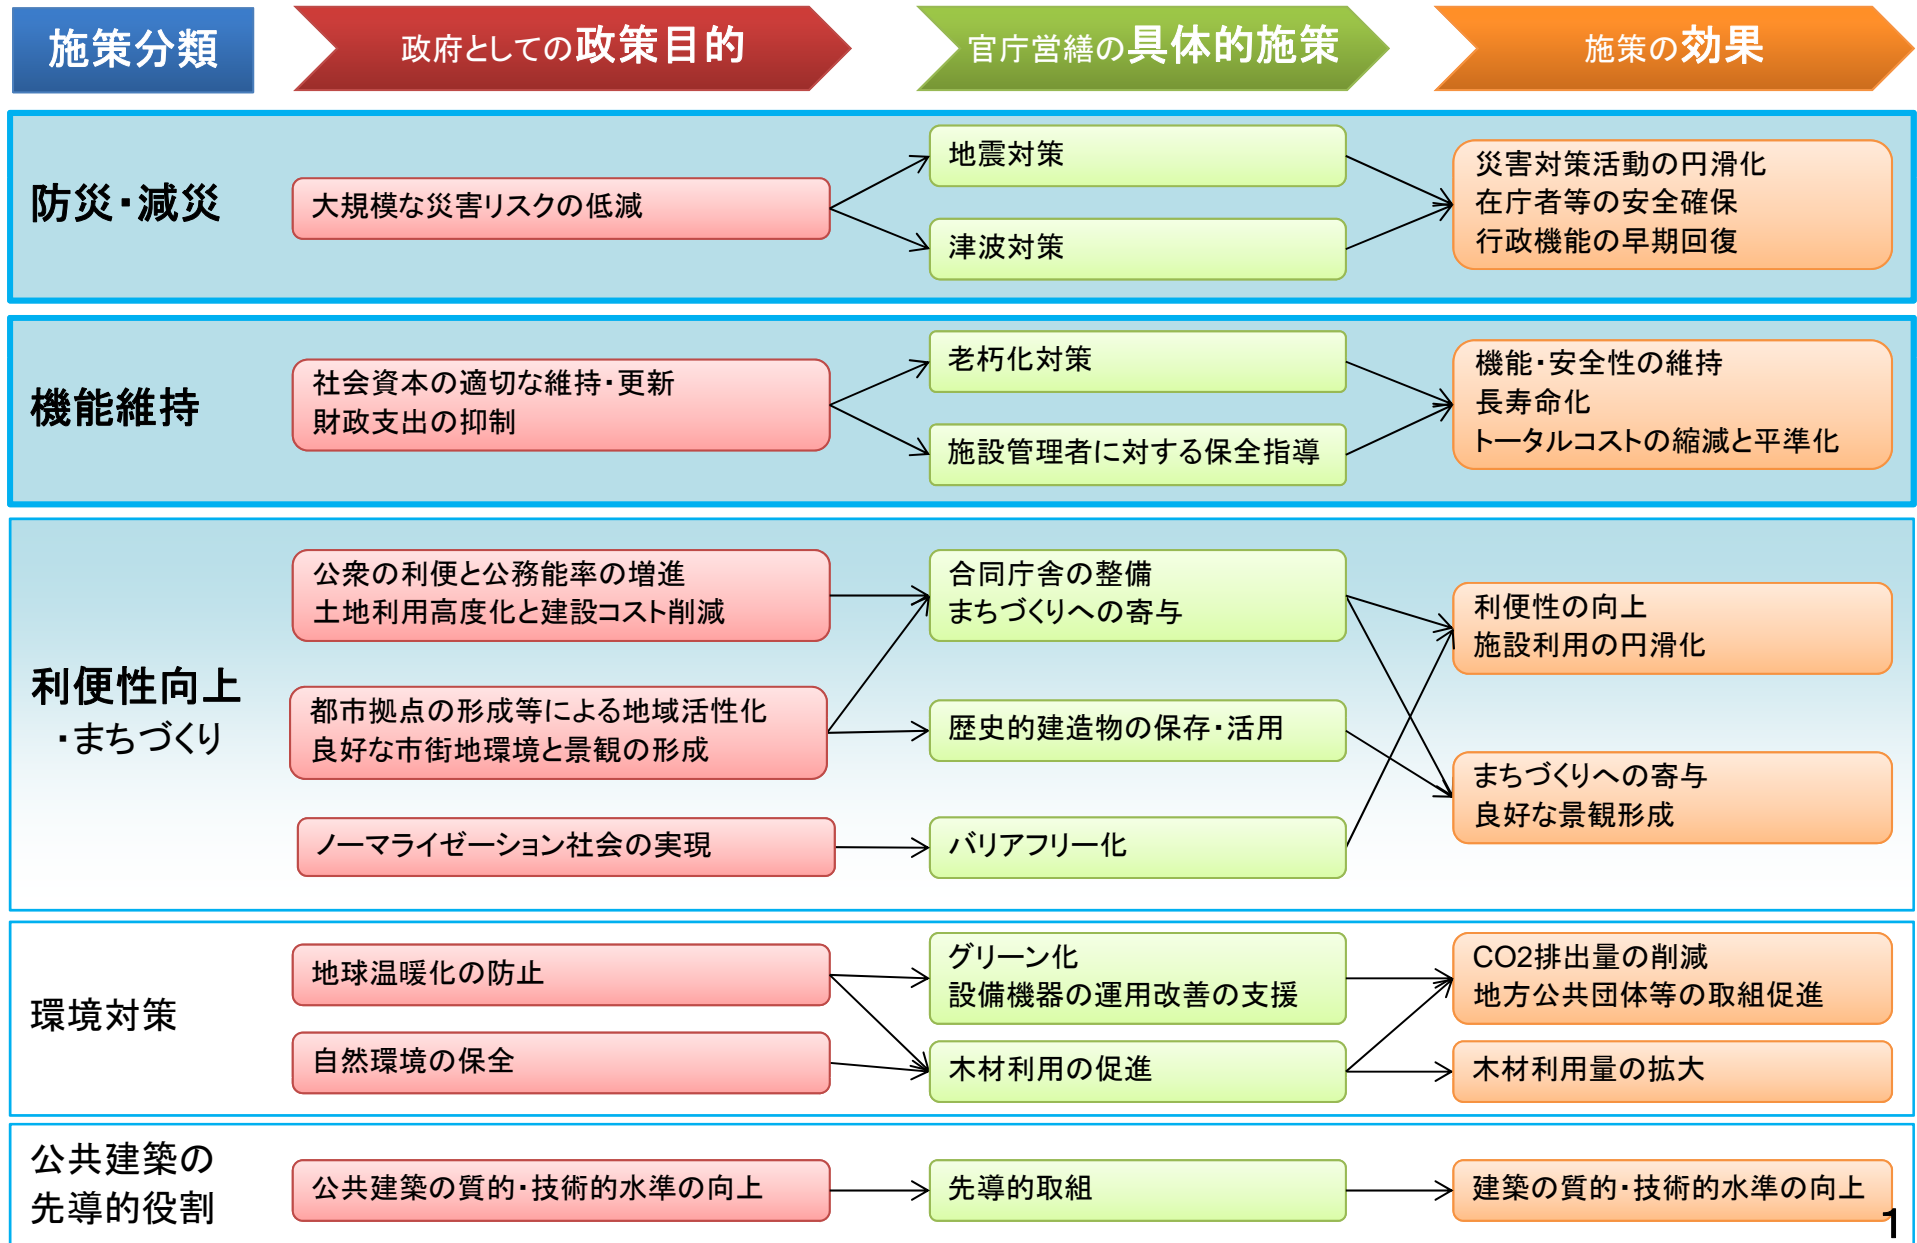 施策分類
政府としての政策目的
官庁営繕の具体的施策
施策の効果
防災・減災
大規模な災害リスクの低減
地震対策
津波対策
災害対策活動の円滑化
在庁者等の安全確保
行政機能の早期回復
機能維持
社会資本の適切な維持・更新
財政支出の抑制
老朽化対策
施設管理者に対する保全指導
機能・安全性の維持
長寿命化
トータルコストの縮減と平準化
利便性向上
・まちづくり
公衆の利便と公務能率の増進
土地利用高度化と建設コスト削減
都市拠点の形成等による地域活性化
良好な市街地環境と景観の形成
ノーマライゼーション社会の実現
合同庁舎の整備
まちづくりへの寄与
歴史的建造物の保存・活用
バリアフリー化
利便性の向上
施設利用の円滑化
まちづくりへの寄与
良好な景観形成
環境対策
地球温暖化の防止
自然環境の保全
グリーン化
設備機器の運用改善の支援
木材利用の促進
CO2排出量の削減
地方公共団体等の取組促進
木材利用量の拡大
公共建築の
先導的役割
公共建築の質的・技術的水準の向上
先導的取組
建築の質的・技術的水準の向上
1